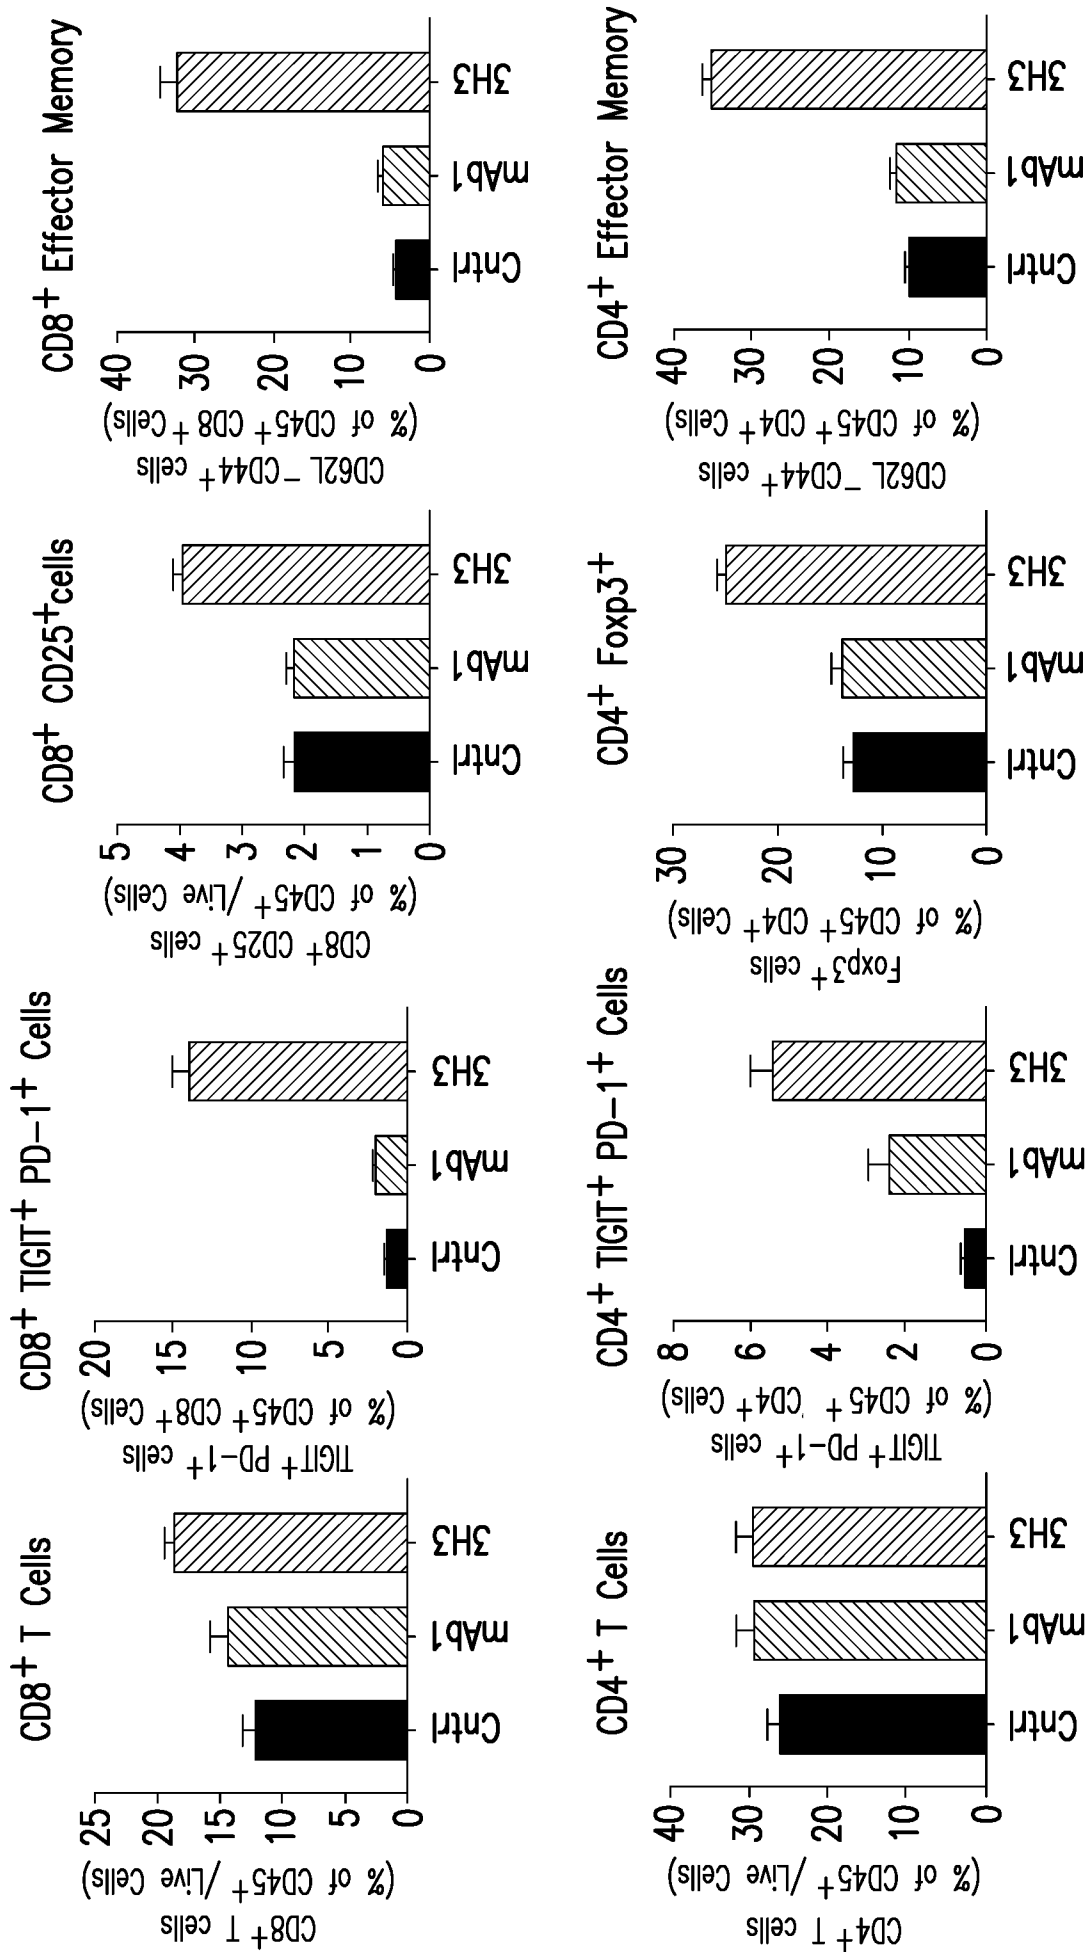 CD8+ T Cells
CD8+ T cells
(% of CD45+/Live Cells)
25
20
15
10
5
0
Cntrl
mAb1
3H3
CD8+ TIGIT+ PD-1+ Cells
TIGIT+ PD-1+ cells
(% of CD45+ CD8+ Cells)
20
15
10
5
0
Cntrl
mAb1
3H3
CD8+ CD25+cells
CD8+ CD25+ cells
(% of CD45+/Live Cells)
5
4
3
2
1
0
Cntrl
mAb1
3H3
CD8+ Effector Memory
CD62L-CD44+ cells
(% of CD45+ CD8+ Cells)
40
30
20
10
0
Cntrl
mAb1
3H3
CD4+ T Cells
CD4+ T cells
(% of CD45+/Live Cells)
40
30
20
10
0
Cntrl
mAb1
3H3
CD4+ TIGIT+ PD-1+ Cells
TIGIT+ PD-1+ cells
(% of CD45+ CD4+ Cells)
8
6
4
2
0
Cntrl
mAb1
3H3
CD4+ Foxp3+
Foxp3+ cells
(% of CD45+ CD4+ Cells)
30
20
10
0
Cntrl
mAb1
3H3
CD4+ Effector Memory
CD62L-CD44+ cells
(% of CD45+ CD4+ Cells)
40
30
20
10
0
Cntrl
mAb1
3H3